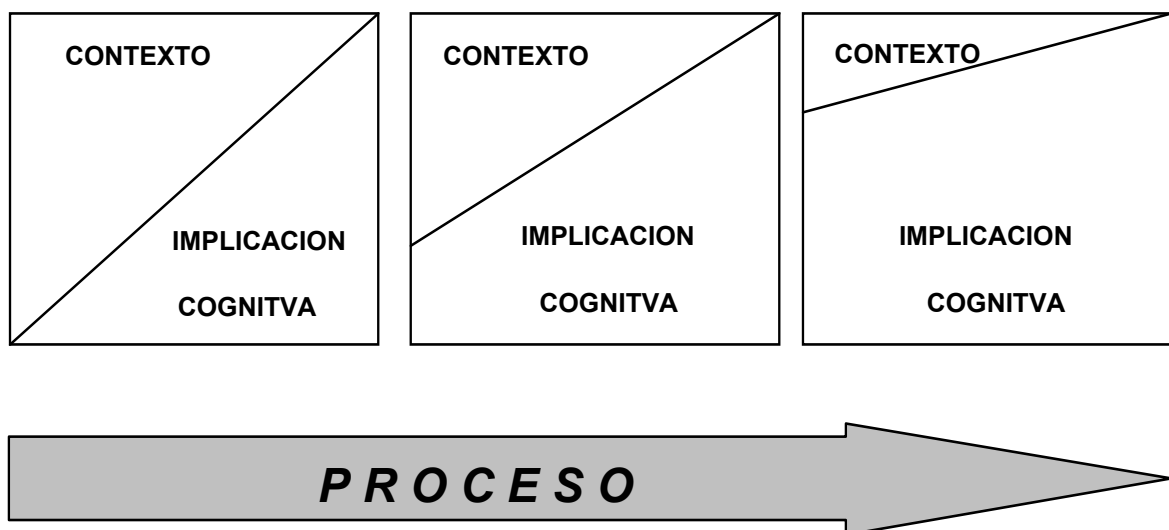 CONTEXTO
IMPLICACION
COGNITVA
CONTEXTO
IMPLICACION
COGNITVA
CONTEXTO
IMPLICACION
COGNITVA
P R O C E S O